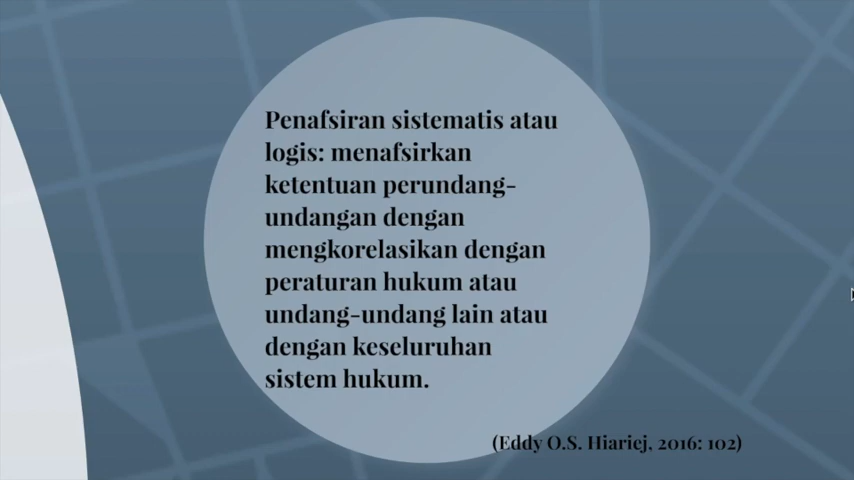 Penafsiran sistematis atau
logis: menafsirkan
ketentuan perundang-
undangan dengan
mengkorelasikan dengan
peraturan hukum atau
undang-undang lain atau
dengan keseluruhan
sistem hukum.
(Eddy O.S. Hiariej, 2016: 102)